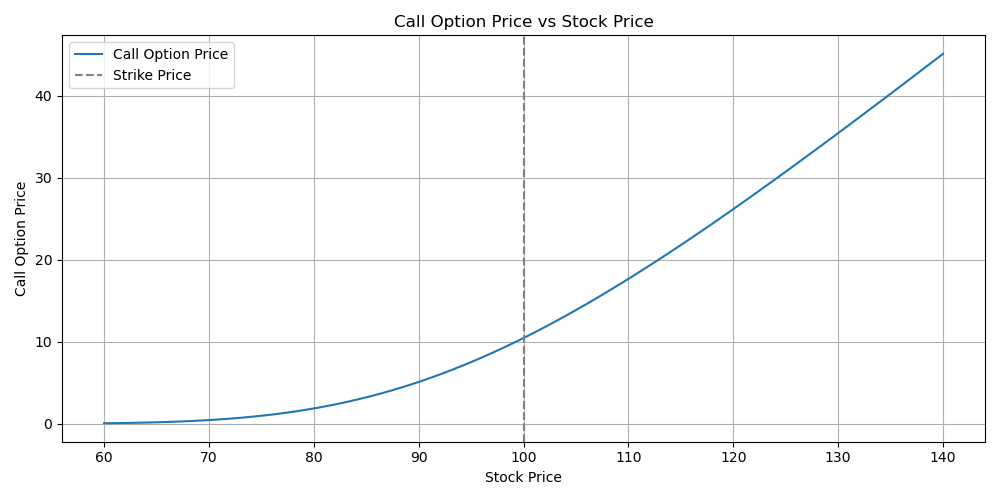 Call Option Price vs Stock Price
Call Option Price
Strike Price
Call Option Price
40
30
20
10
0
60 70 80 90 100 110 120 130 140
Stock Price